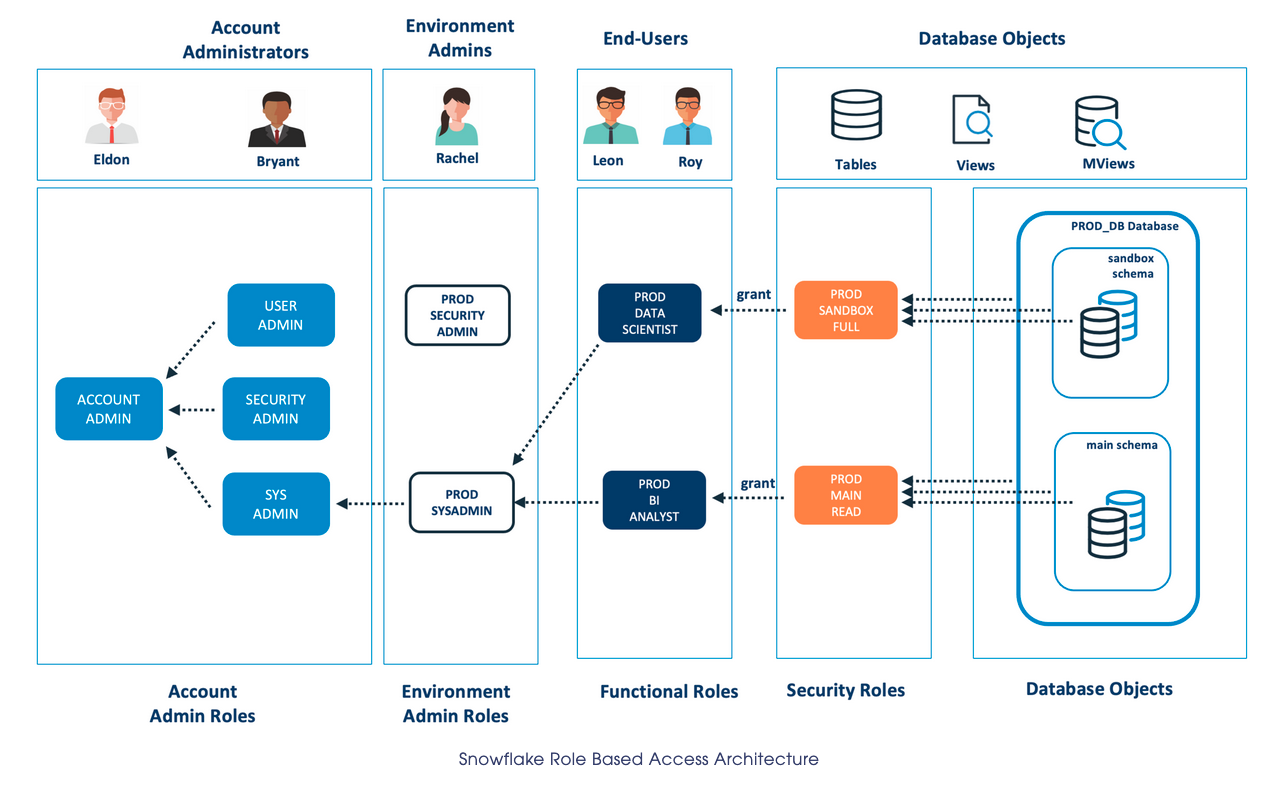 Account
Administrators
Environment
Admins
End-Users
Database Objects
Eldon
Bryant
Rachel
Leon
Roy
Tables
Views
MViews
USER
ADMIN
ACCOUNT
ADMIN
SECURITY
ADMIN
SYS
ADMIN
PROD
SECURITY
ADMIN
PROD
SYSADMIN
PROD
DATA
SCIENTIST
PROD
BI
ANALYST
grant
grant
PROD
SANDBOX
FULL
PROD
MAIN
READ
PROD_DB Database
sandbox
schema
main schema
Account
Admin Roles
Environment
Admin Roles
Functional Roles
Security Roles
Database Objects
Snowflake Role Based Access Architecture